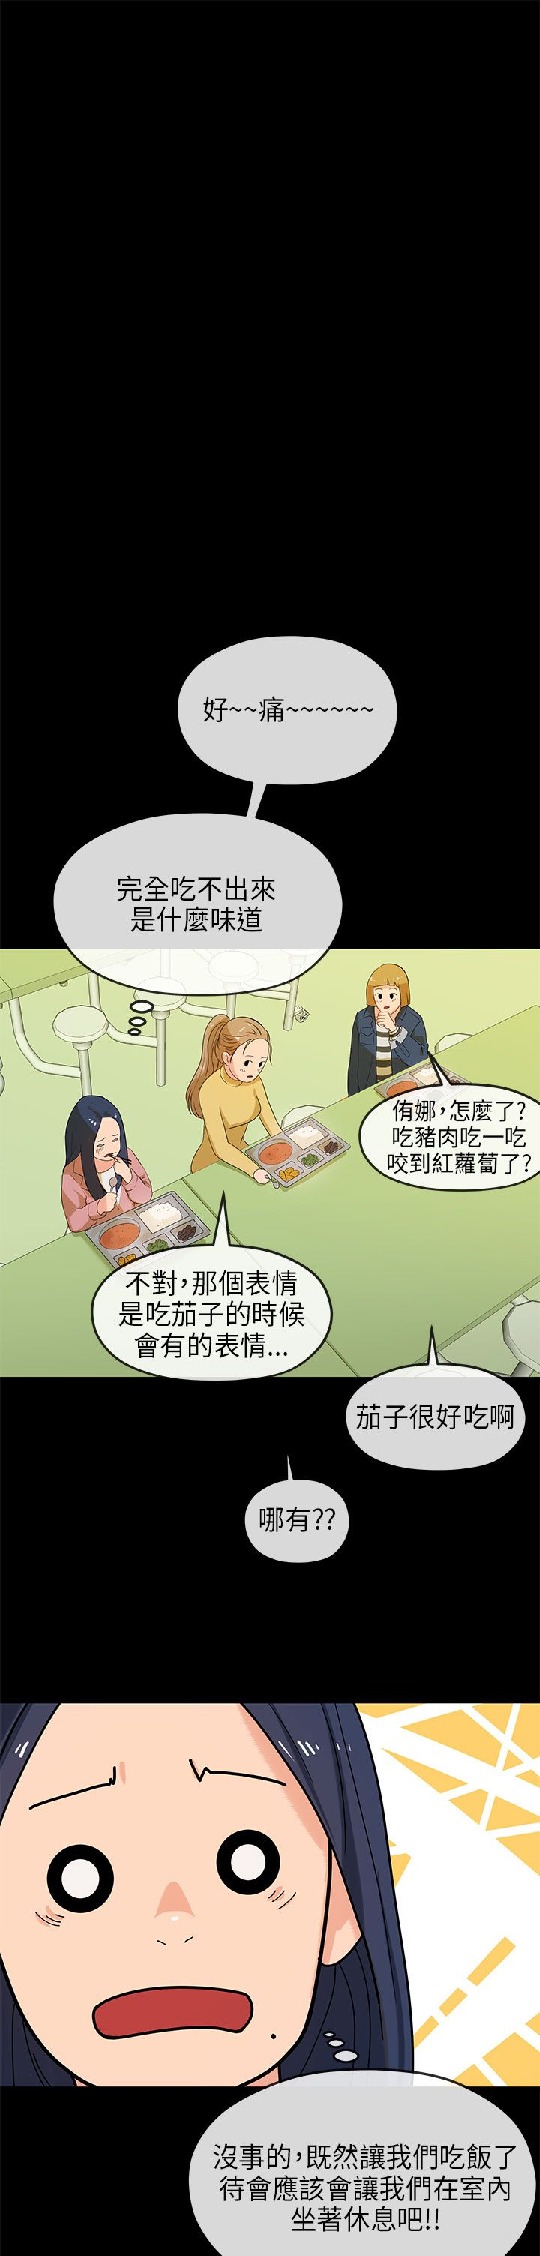 好~~痛~~~~~~
完全吃不出來
是什麼味道
侑娜，怎麼了?
吃豬肉吃一吃
咬到紅蘿蔔了?
不對，那個表情
是吃茄子的時候
會有的表情...
茄子很好吃啊
哪有??
沒事的，既然讓我們吃飯了
待會應該會讓我們在室內
坐著休息吧!!